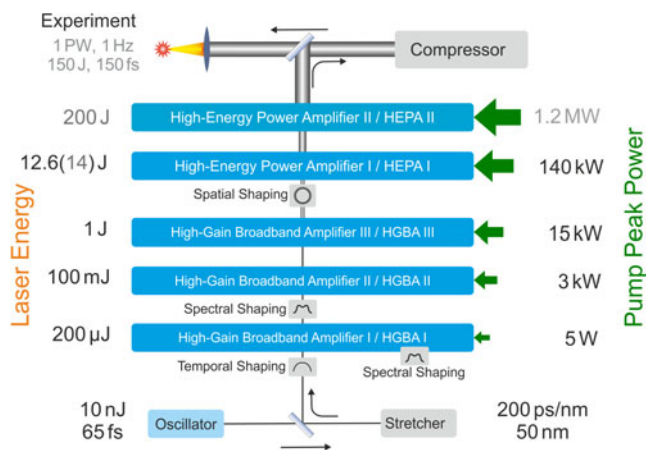 Experiment
1 PW, 1 Hz
150 J, 150 fs
Compressor
200 J
High-Energy Power Amplifier II / HEPA II
1.2 MW
12.6(14) J
High-Energy Power Amplifier I / HEPA I
140 kW
Spatial Shaping
1 J
High-Gain Broadband Amplifier III / HGBA III
15 kW
100 mJ
High-Gain Broadband Amplifier II / HGBA II
3 kW
Spectral Shaping
200 µJ
High-Gain Broadband Amplifier I / HGBA I
5 W
Temporal Shaping
Spectral Shaping
10 nJ
65 fs
Oscillator
Stretcher
200 ps/nm
50 nm
Laser Energy
Pump Peak Power